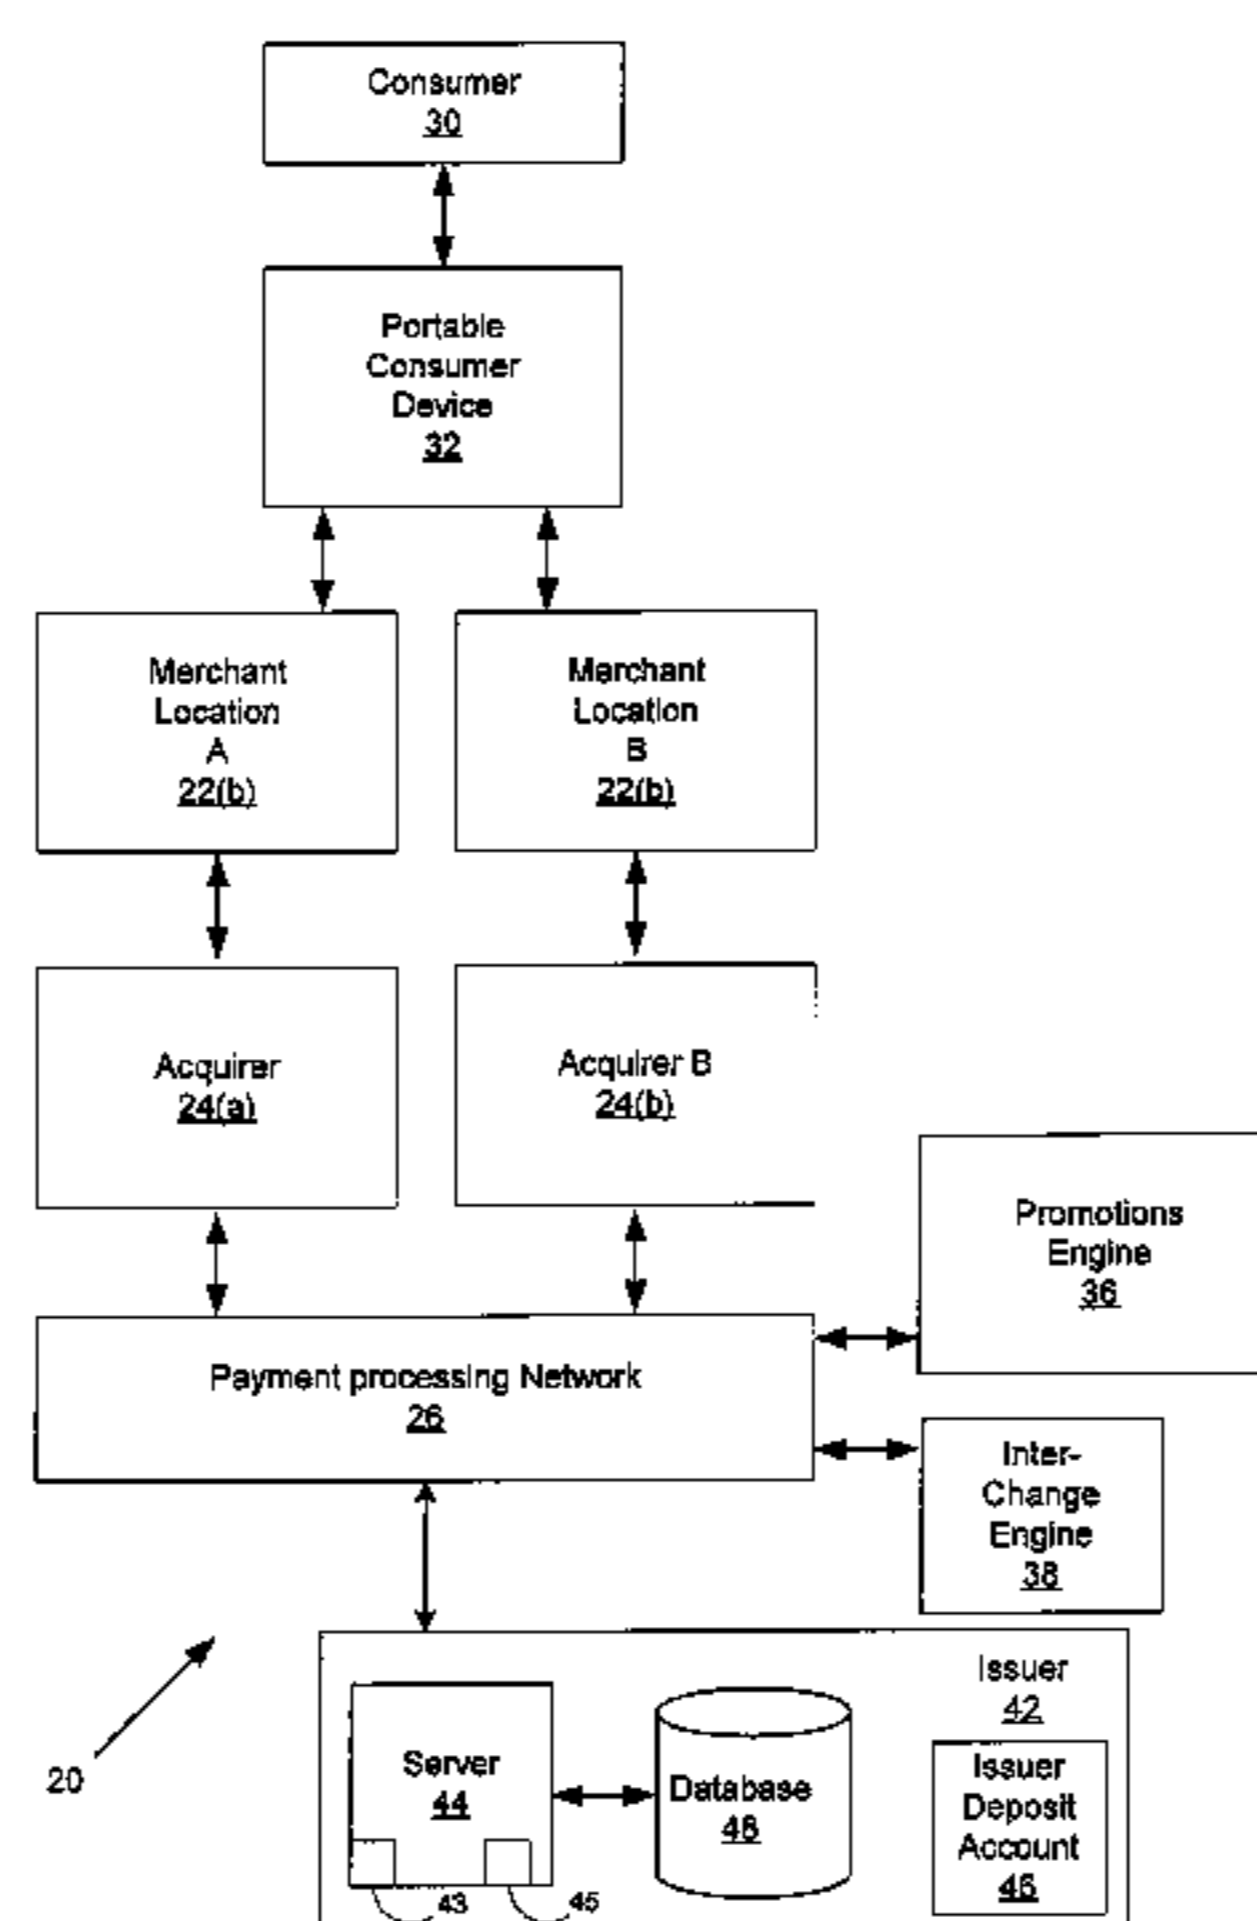 Consumer
30
Portable
Consumer
Device
32
Merchant
Location
A
22(b)
Merchant
Location
B
22(b)
Acquirer
24(a)
Acquirer B
24(b)
Promotions
Engine
36
Payment processing Network
26
Inter-
Change
Engine
38
Issuer
42
Server
44
Database
48
Issuer
Deposit
Account
46
20
43
45